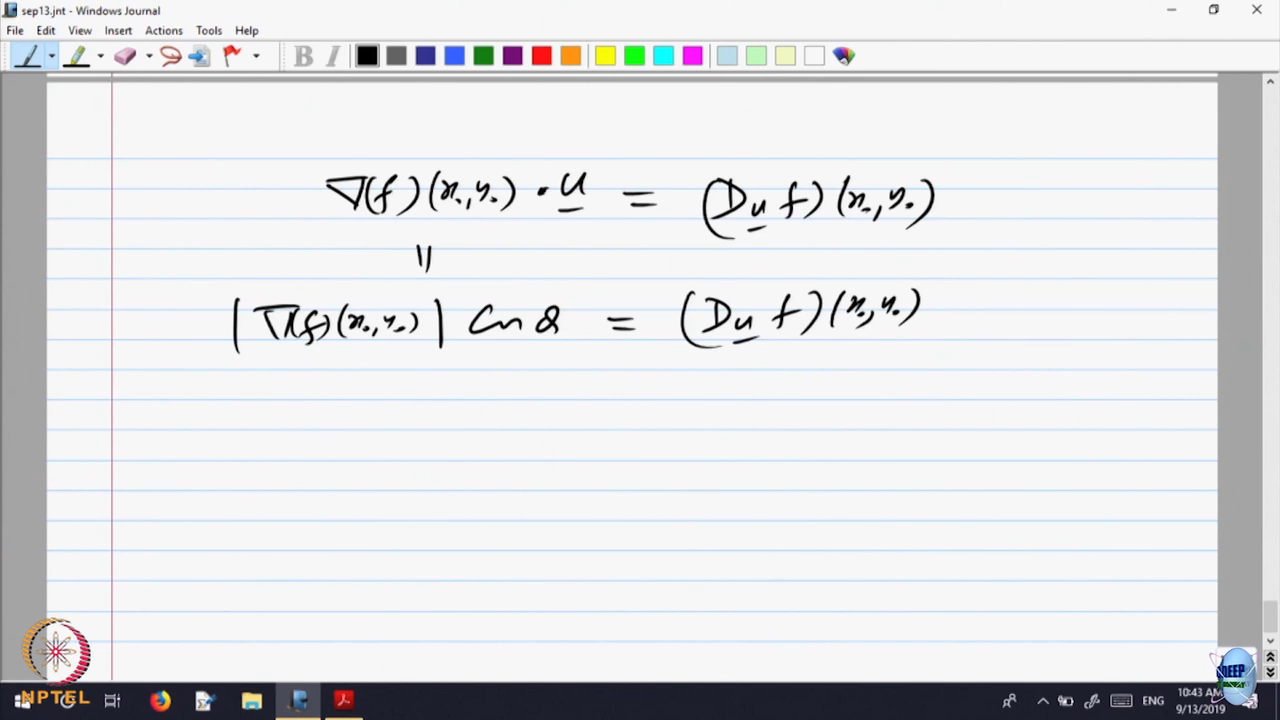 sep13.jnt - Windows Journal
File Edit View Insert Actions Tools Help
B I
∇(f)(x₀,y₀) · u = (D_u f)(x₀,y₀)
||
|∇(f)(x₀,y₀)| Cos θ = (D_u f)(x₀,y₀)
NPTEL
ENG
10:43 AM
9/13/2019